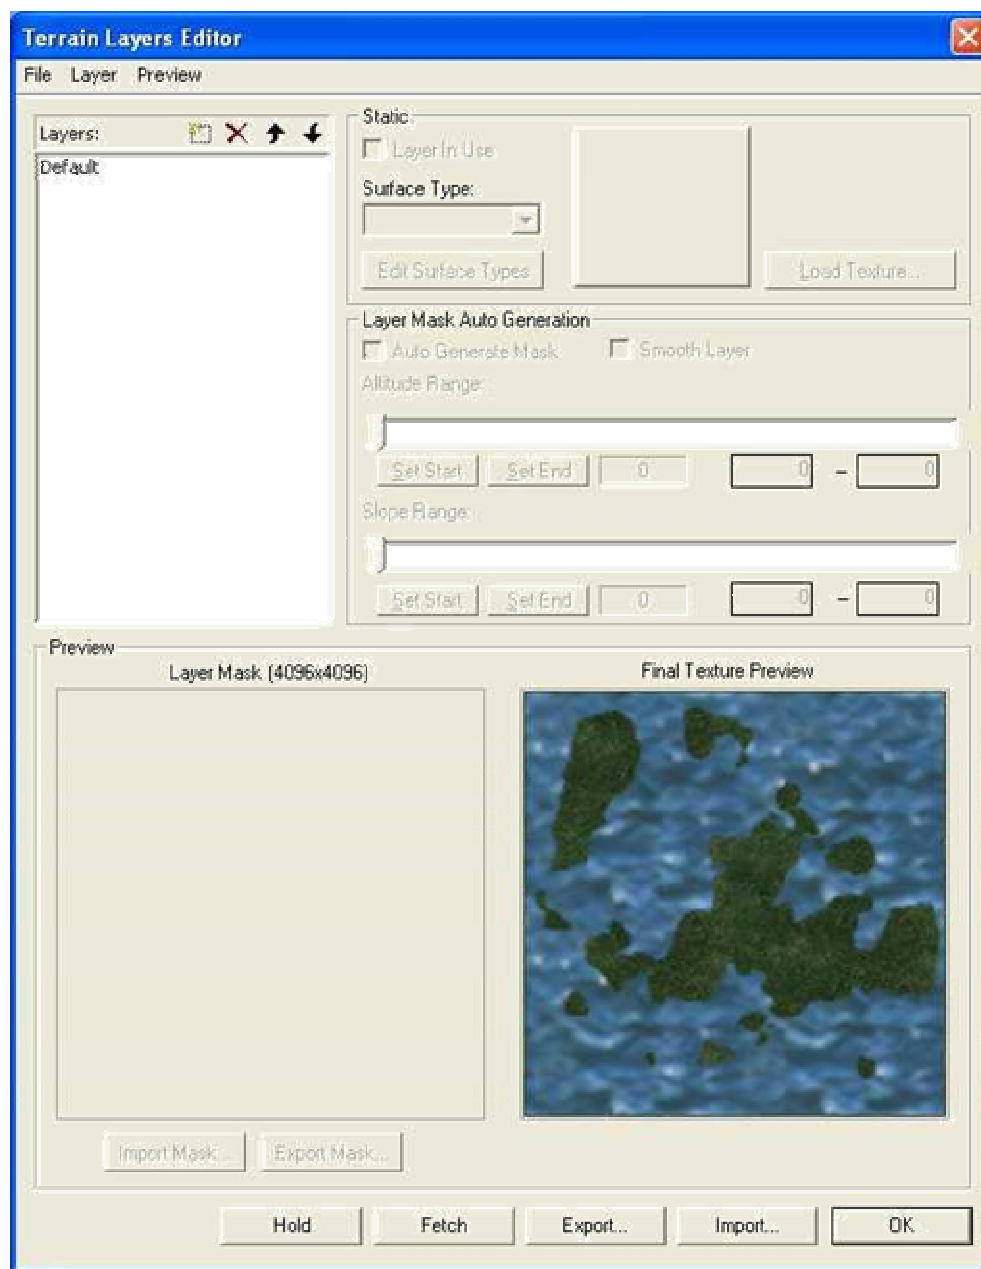 Terrain Layers Editor
File Layer Preview
Layers:
Default
Static
Layer In Use
Surface Type:
Edit Surface Types
Load Texture...
Layer Mask Auto Generation
Auto Generate Mask Smooth Layer
Altitude Range:
Set Start Set End 0 0 - 0
Slope Range:
Set Start Set End 0 0 - 0
Preview
Layer Mask (4096x4096) Final Texture Preview
Import Mask... Export Mask...
Hold Fetch Export... Import... OK